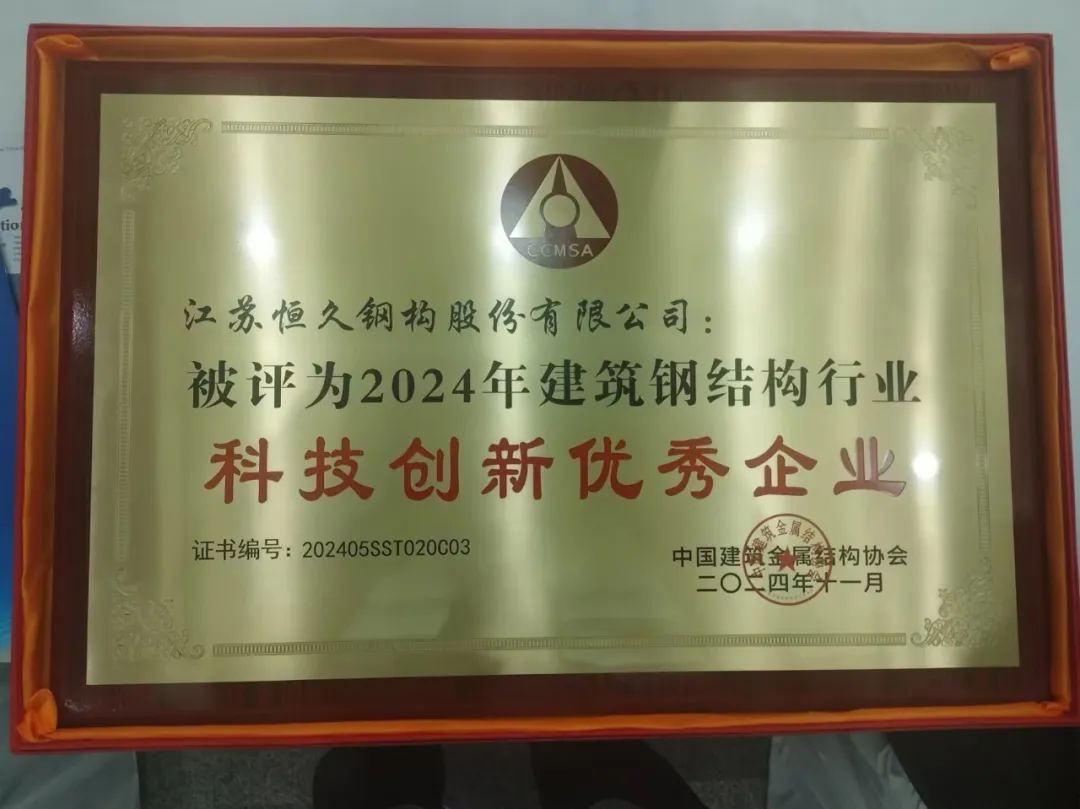 CCMSA
江苏恒久钢构股份有限公司：
被评为2024年建筑钢结构行业
科技创新优秀企业
证书编号：202405SST020C03
中国建筑金属结构协会
二〇二四年十一月